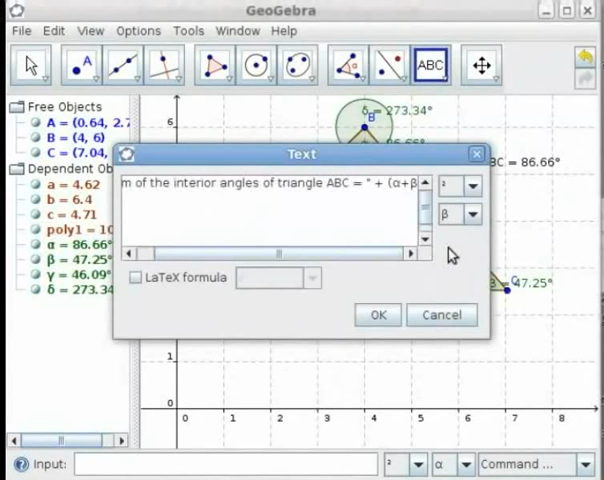 GeoGebra
File Edit View Options Tools Window Help
A
α
ABC
Free Objects
A = (0.64, 2.7
B = (4, 6)
C = (7.04,
Dependent Ob
a = 4.62
b = 6.4
c = 4.71
poly1 = 10
α = 86.66°
β = 47.25°
γ = 46.09°
δ = 273.34
δ = 273.34°
B
BC = 86.66°
6
Text
m of the interior angles of triangle ABC = " + (α+β
²
β
LaTeX formula
OK Cancel
C
47.25°
1
0
0 1 2 3 4 5 6 7 8
Input: ² α Command ...